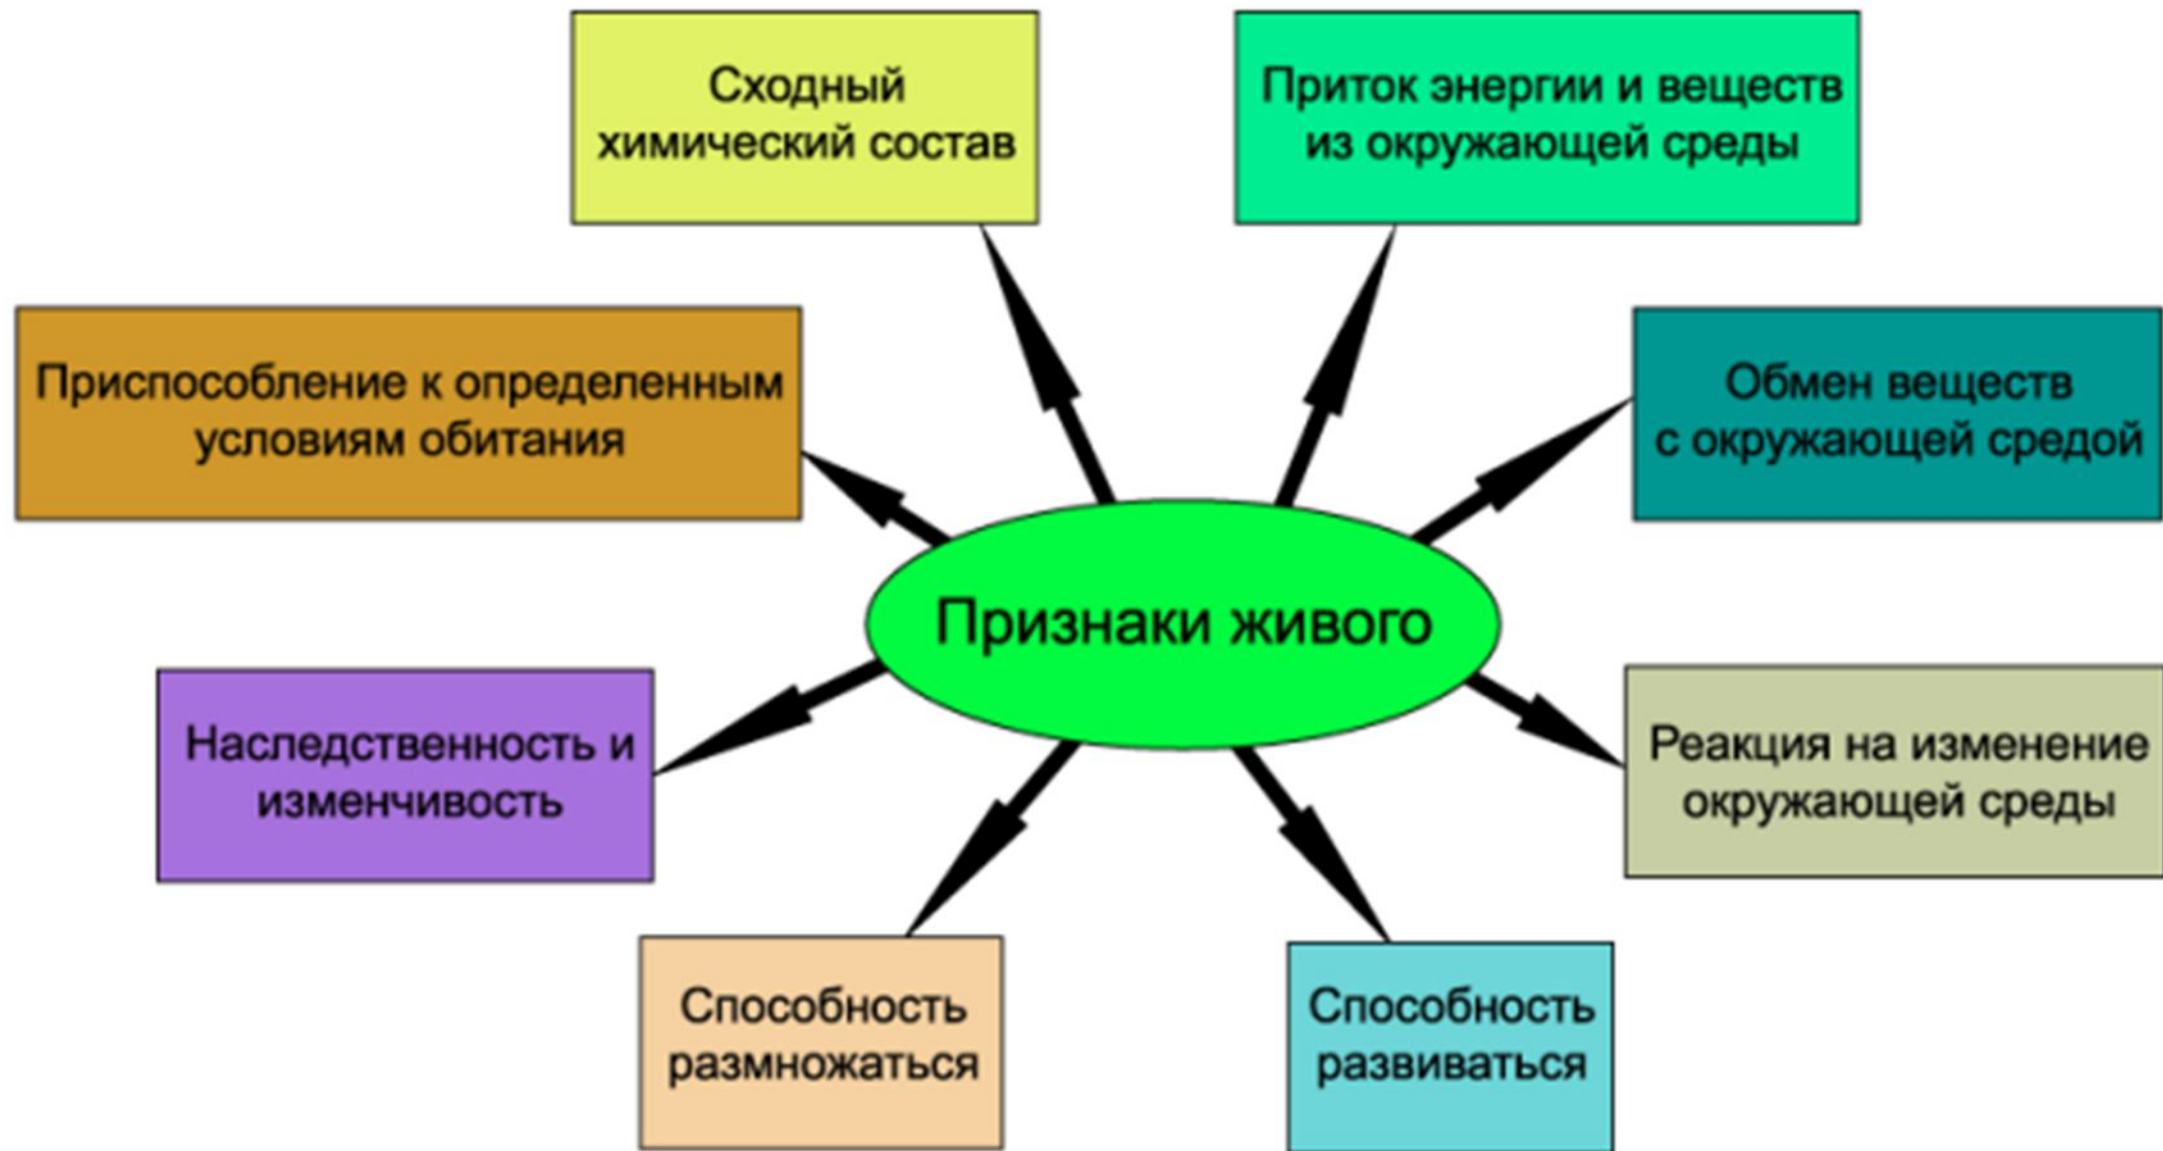 Сходный
химический состав
Приток энергии и веществ
из окружающей среды
Приспособление к определенным
условиям обитания
Обмен веществ
с окружающей средой
Признаки живого
Наследственность и
изменчивость
Реакция на изменение
окружающей среды
Способность
размножаться
Способность
развиваться